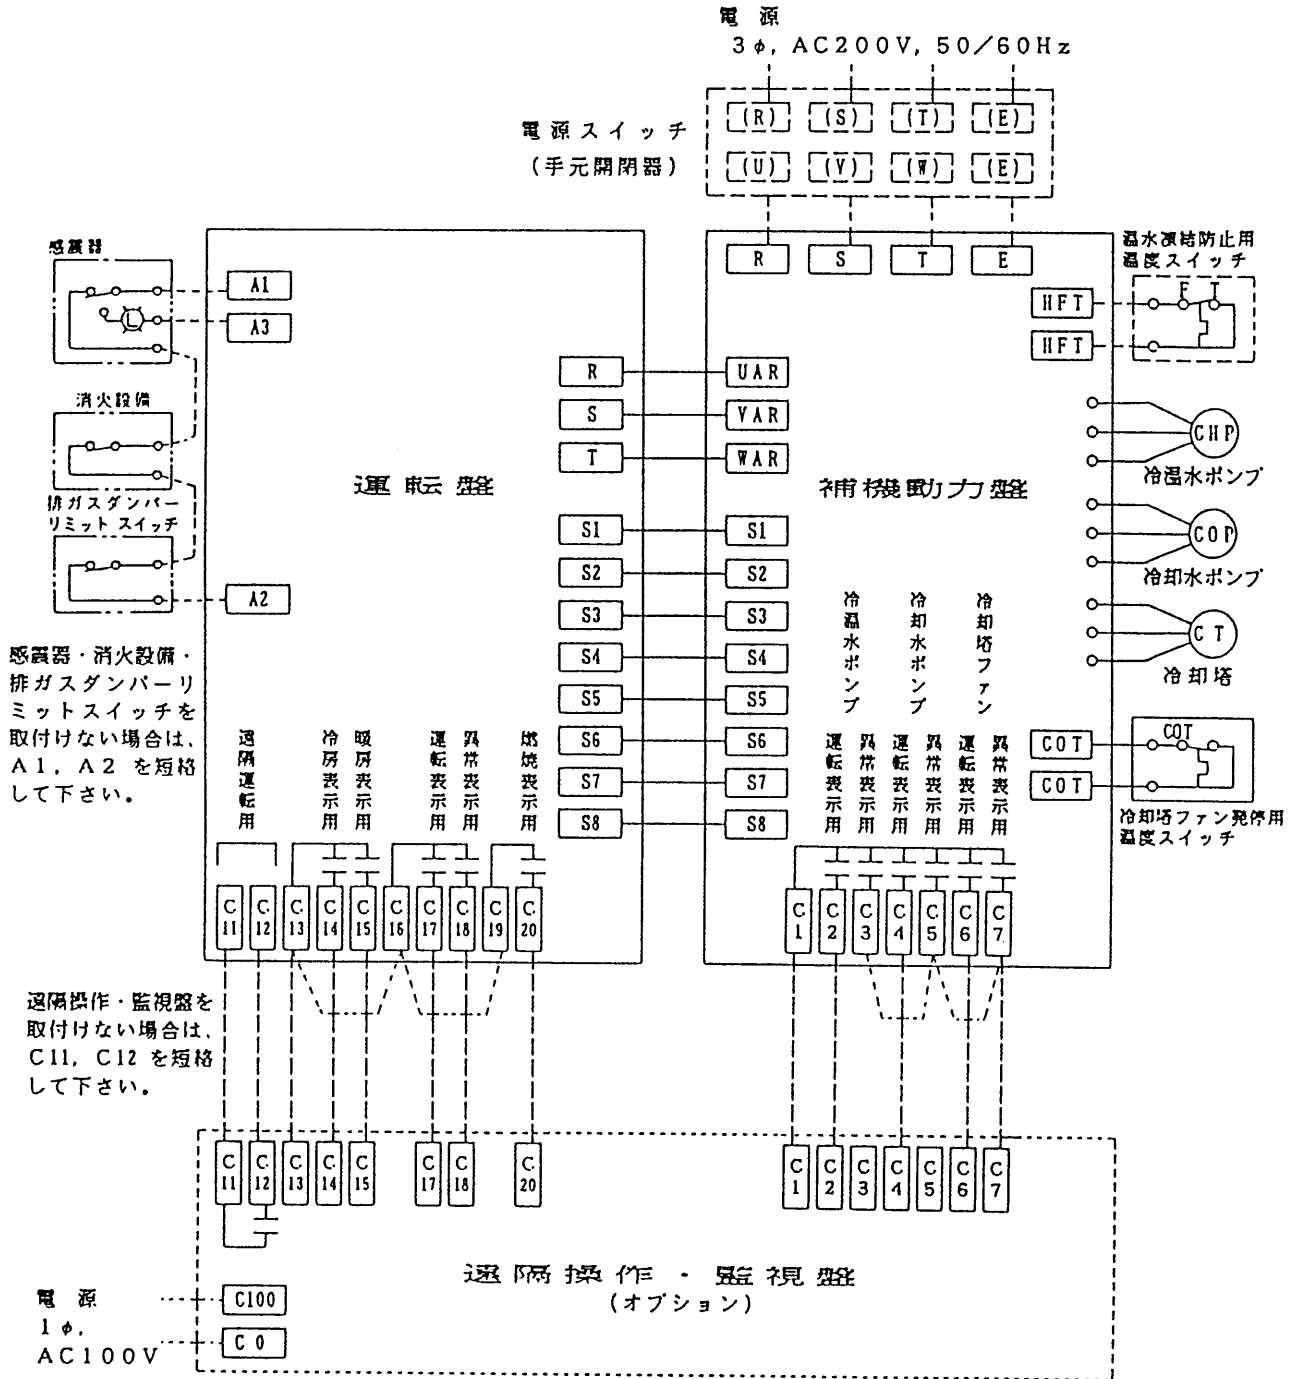 電源
3φ, AC200V, 50/60Hz
電源スイッチ
(手元開閉器)
(R) (S) (T) (E)
(U) (V) (W) (E)
感震器
A1
A3
消火設備
排ガスダンパー
リミットスイッチ
A2
感震器・消火設備・
排ガスダンパーリ
ミットスイッチを
取付けない場合は、
A1, A2 を短絡
して下さい。
L
運転盤
R
S
T
S1
S2
S3
S4
S5
S6
S7
S8
遠隔運転用
冷房表示用
暖房表示用
運転表示用
異常表示用
燃焼表示用
C11 C12 C13 C14 C15 C16 C17 C18 C19 C20
R S T E
UAR
VAR
WAR
補機動力盤
S1
S2
S3
S4
S5
S6
S7
S8
冷温水ポンプ
冷却水ポンプ
冷却塔ファン
運転表示用
異常表示用
運転表示用
異常表示用
運転表示用
異常表示用
C1 C2 C3 C4 C5 C6 C7
HFT
HFT
温水凍結防止用
温度スイッチ
F T
CHP
冷温水ポンプ
COP
冷却水ポンプ
CT
冷却塔
COT
COT
COT
冷却塔ファン発停用
温度スイッチ
遠隔操作・監視盤を
取付けない場合は、
C11, C12 を短絡
して下さい。
C11 C12 C13 C14 C15 C17 C18 C20
C1 C2 C3 C4 C5 C6 C7
遠隔操作・監視盤
(オプション)
電源
1φ,
AC100V
C100
C0